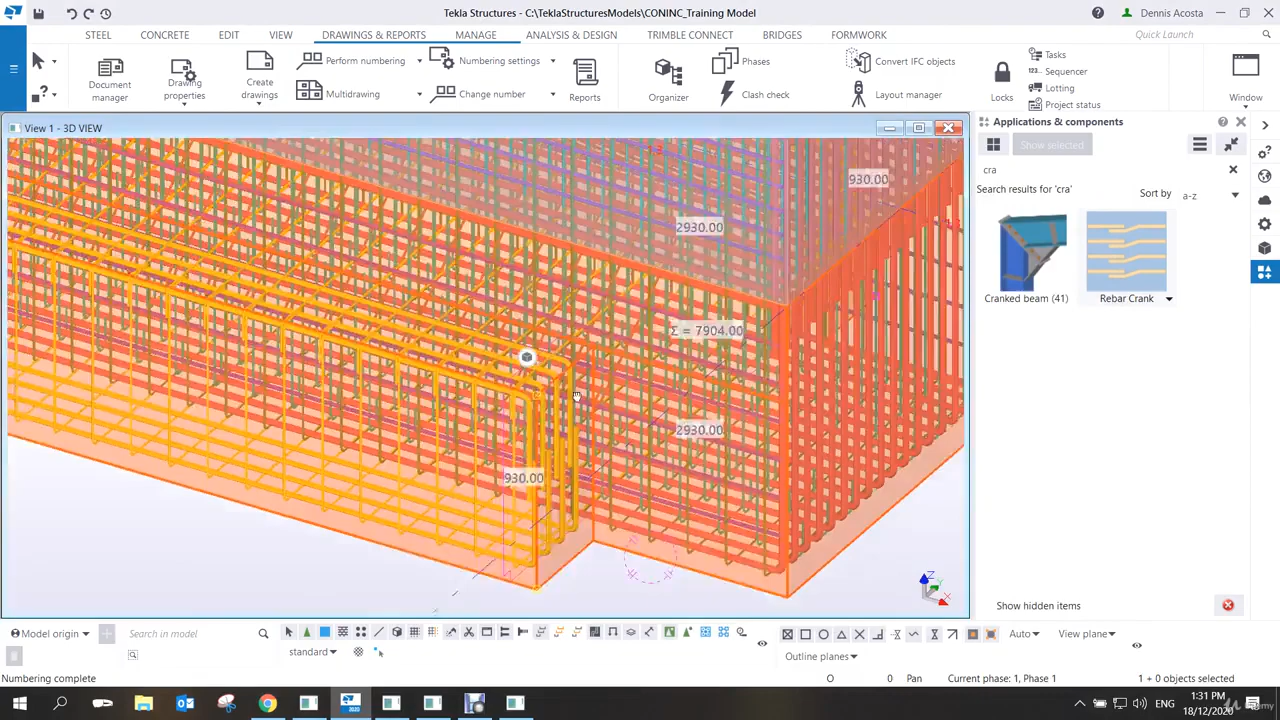 Tekla Structures - C:\TeklaStructuresModels\CONINC_Training Model
Dennis Acosta
STEEL CONCRETE EDIT VIEW DRAWINGS & REPORTS MANAGE ANALYSIS & DESIGN TRIMBLE CONNECT BRIDGES FORMWORK
Quick Launch
Document manager
Drawing properties
Create drawings
Perform numbering
Multidrawing
Numbering settings
Change number
Reports
Organizer
Phases
Clash check
Convert IFC objects
Layout manager
Locks
Tasks
Sequencer
Lotting
Project status
Window
View 1 - 3D VIEW
930.00
2930.00
Σ = 7904.00
2930.00
930.00
Applications & components
Show selected
cra
Search results for 'cra'
Sort by a-z
Cranked beam (41)
Rebar Crank
Show hidden items
Model origin
Search in model
standard
Auto
View plane
Outline planes
Numbering complete
O 0 Pan Current phase: 1, Phase 1 1 + 0 objects selected
2020
ENG
1:31 PM
18/12/2020